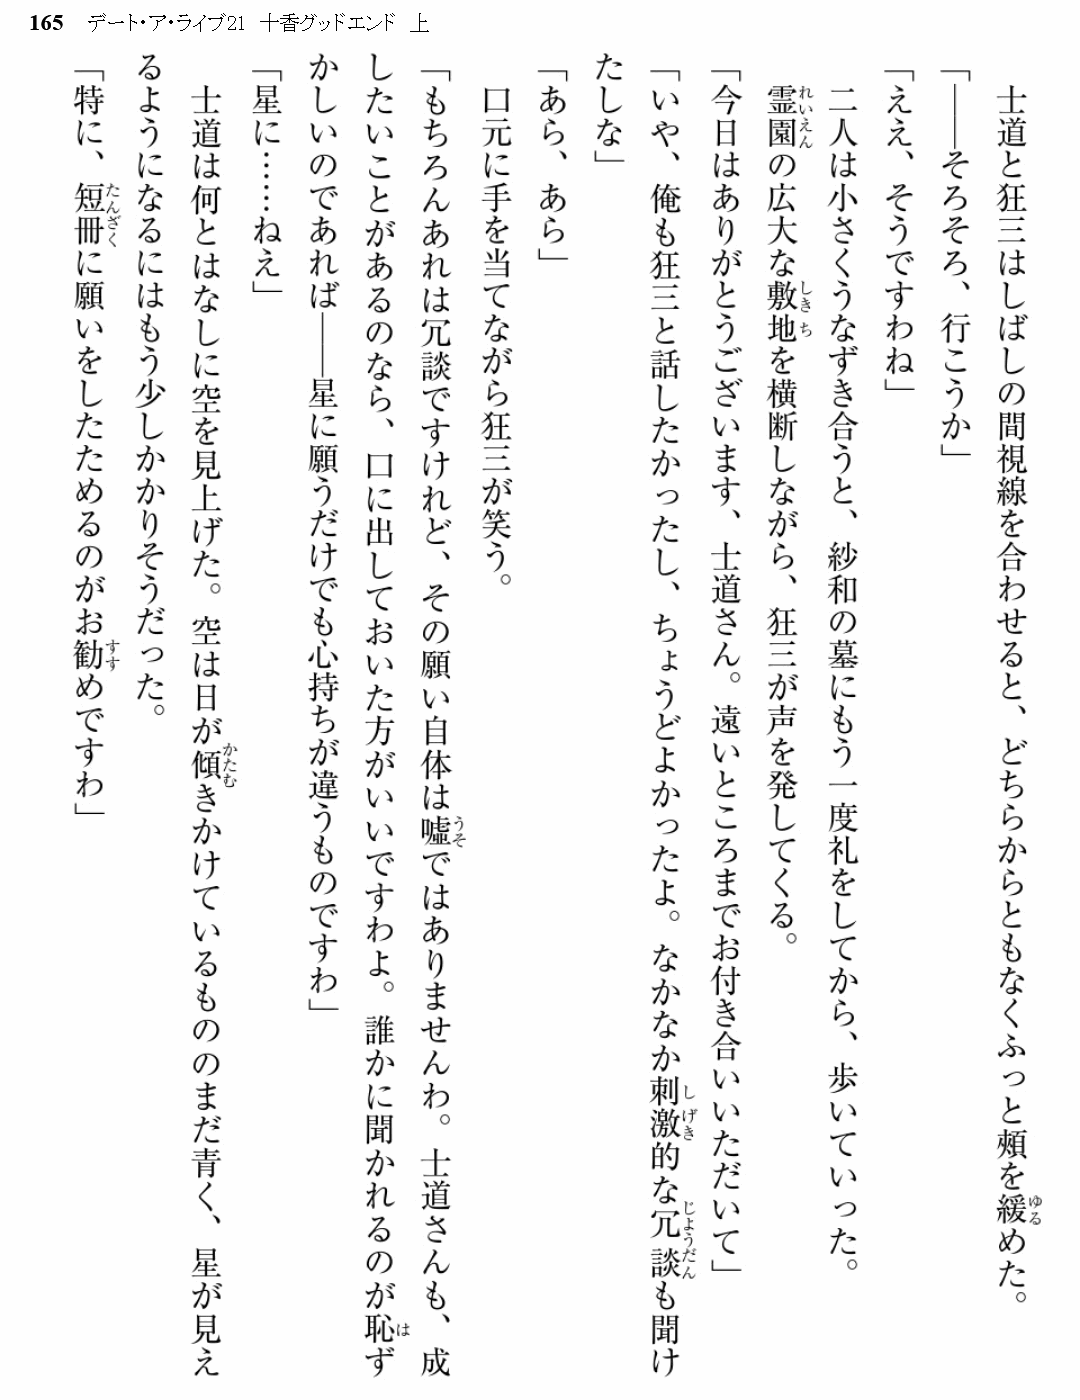 165　デート・ア・ライブ21　十香グッドエンド　上
　士道と狂三はしばしの間視線を合わせると、どちらからともなくふっと頰を緩めた。
「――そろそろ、行こうか」
「ええ、そうですわね」
　二人は小さくうなずき合うと、紗和の墓にもう一度礼をしてから、歩いていった。
　霊園の広大な敷地を横断しながら、狂三が声を発してくる。
「今日はありがとうございます、士道さん。遠いところまでお付き合いいただいて」
「いや、俺も狂三と話したかったし、ちょうどよかったよ。なかなか刺激的な冗談も聞け
たしな」
「あら、あら」
　口元に手を当てながら狂三が笑う。
「もちろんあれは冗談ですけれど、その願い自体は噓ではありませんわ。士道さんも、成
したいことがあるのなら、口に出しておいた方がいいですわよ。誰かに聞かれるのが恥ず
かしいのであれば――星に願うだけでも心持ちが違うものですわ」
「星に……ねえ」
　士道は何とはなしに空を見上げた。空は日が傾きかけているもののまだ青く、星が見え
るようになるにはもう少しかかりそうだった。
「特に、短冊に願いをしたためるのがお勧めですわ」